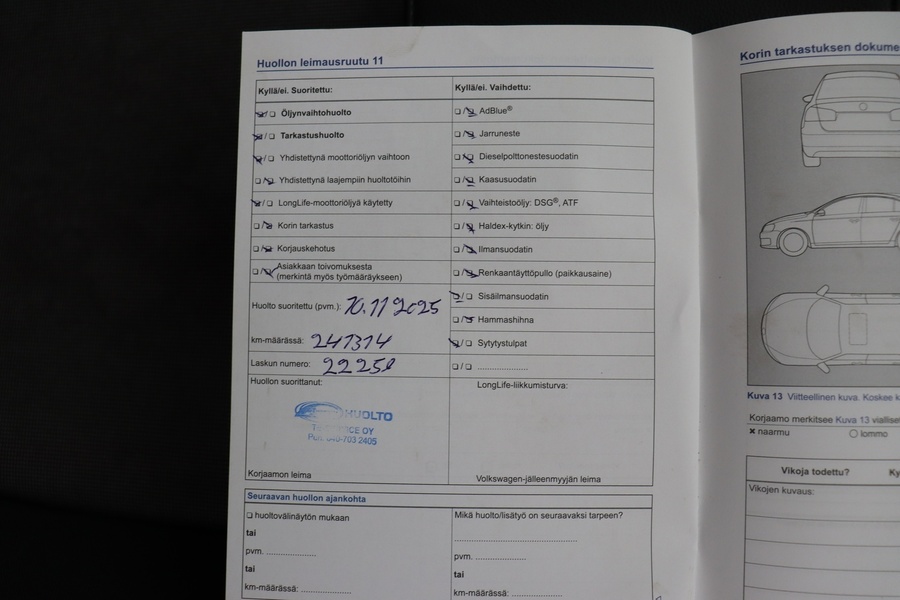 Huollon leimausruutu 11
Kyllä/ei. Suoritettu:
☒/☐ Öljynvaihtohuolto
☒/☐ Tarkastushuolto
☒/☐ Yhdistettynä moottoriöljyn vaihtoon
☐/☒ Yhdistettynä laajempiin huoltotöihin
☒/☐ LongLife-moottoriöljyä käytetty
☐/☒ Korin tarkastus
☐/☒ Korjauskehotus
☐/☒ Asiakkaan toivomuksesta
(merkintä myös työmääräykseen)
Huolto suoritettu (pvm.): 10.11 2025
km-määrässä: 241314
Laskun numero:
Huollon suorittanut:
HUOLTO
OY
703 2405
Korjaamon leima
Kyllä/ei. Vaihdettu:
☐/☒ AdBlue®
☐/☒ Jarruneste
☐/☒ Dieselpolttonestesuodatin
☐/☒ Kaasusuodatin
☐/☒ Vaihteistoöljy: DSG®, ATF
☐/☒ Haldex-kytkin: öljy
☐/☒ Ilmansuodatin
☐/☒ Renkaantäyttöpullo (paikkausaine)
☒/☐ Sisäilmansuodatin
☐/☒ Hammashihna
☒/☐ Sytytystulpat
☐/☐ ....................
LongLife-liikkumisturva:
Volkswagen-jälleenmyyjän leima
Seuraavan huollon ajankohta
☐ huoltovälinäytön mukaan
tai
pvm. ....................
tai
km-määrässä: ....................
Mikä huolto/lisätyö on seuraavaksi tarpeen?
..................................................
pvm. ....................
tai
km-määrässä: ....................
Korin tarkastuksen
Kuva 13 Viitteellinen kuva. Koskee
Korjaamo merkitsee Kuva 13
✖ naarmu ○ lommo
Vikoja todettu?
Vikojen kuvaus: